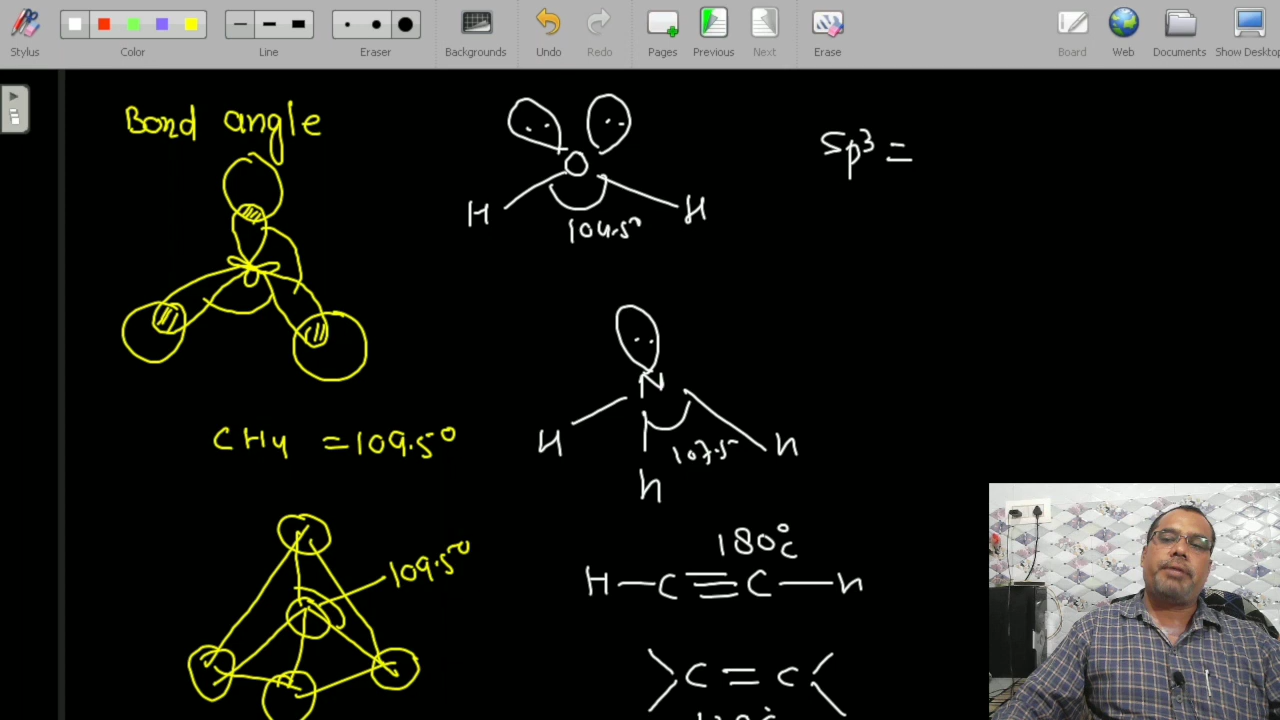 Stylus
Color
Line
Eraser
Backgrounds
Undo
Redo
Pages
Previous
Next
Erase
Board
Web
Documents
Show Desktop
Bond angle
O
H H
104.5°
Sp³ =
N
H h h
107.5°
CH4 = 109.5°
109.5°
180°c
H—C≡C—h
C = C